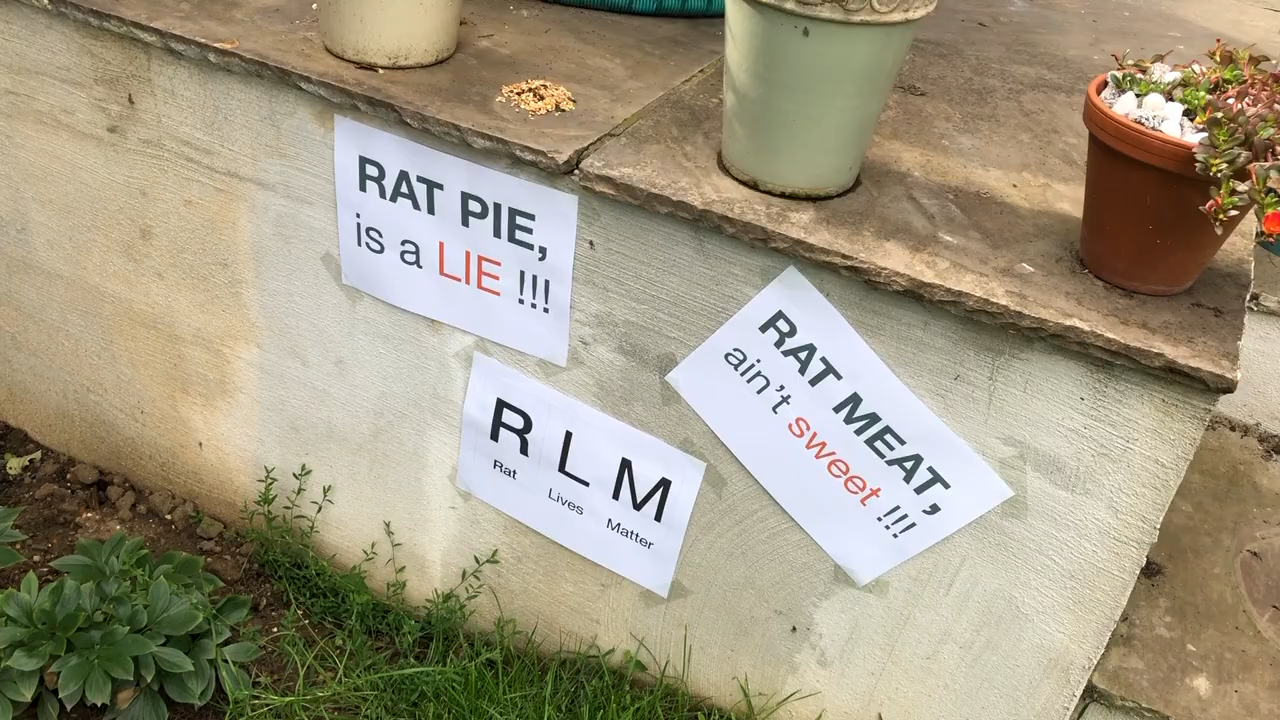 RAT PIE,
is a LIE !!!
R L M
Rat Lives Matter
RAT MEAT,
ain't sweet !!!